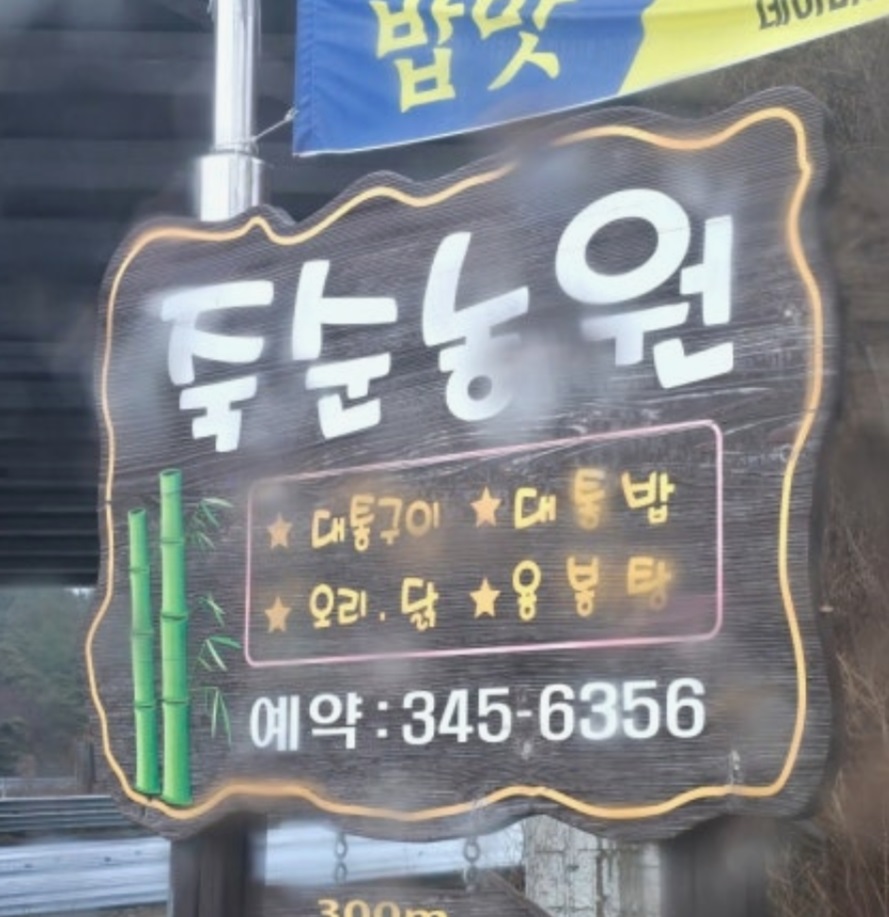 밥맛
죽순농원
★ 대통구이 ★ 대통밥
★ 오리. 닭 ★ 용봉탕
예약 : 345-6356
300m